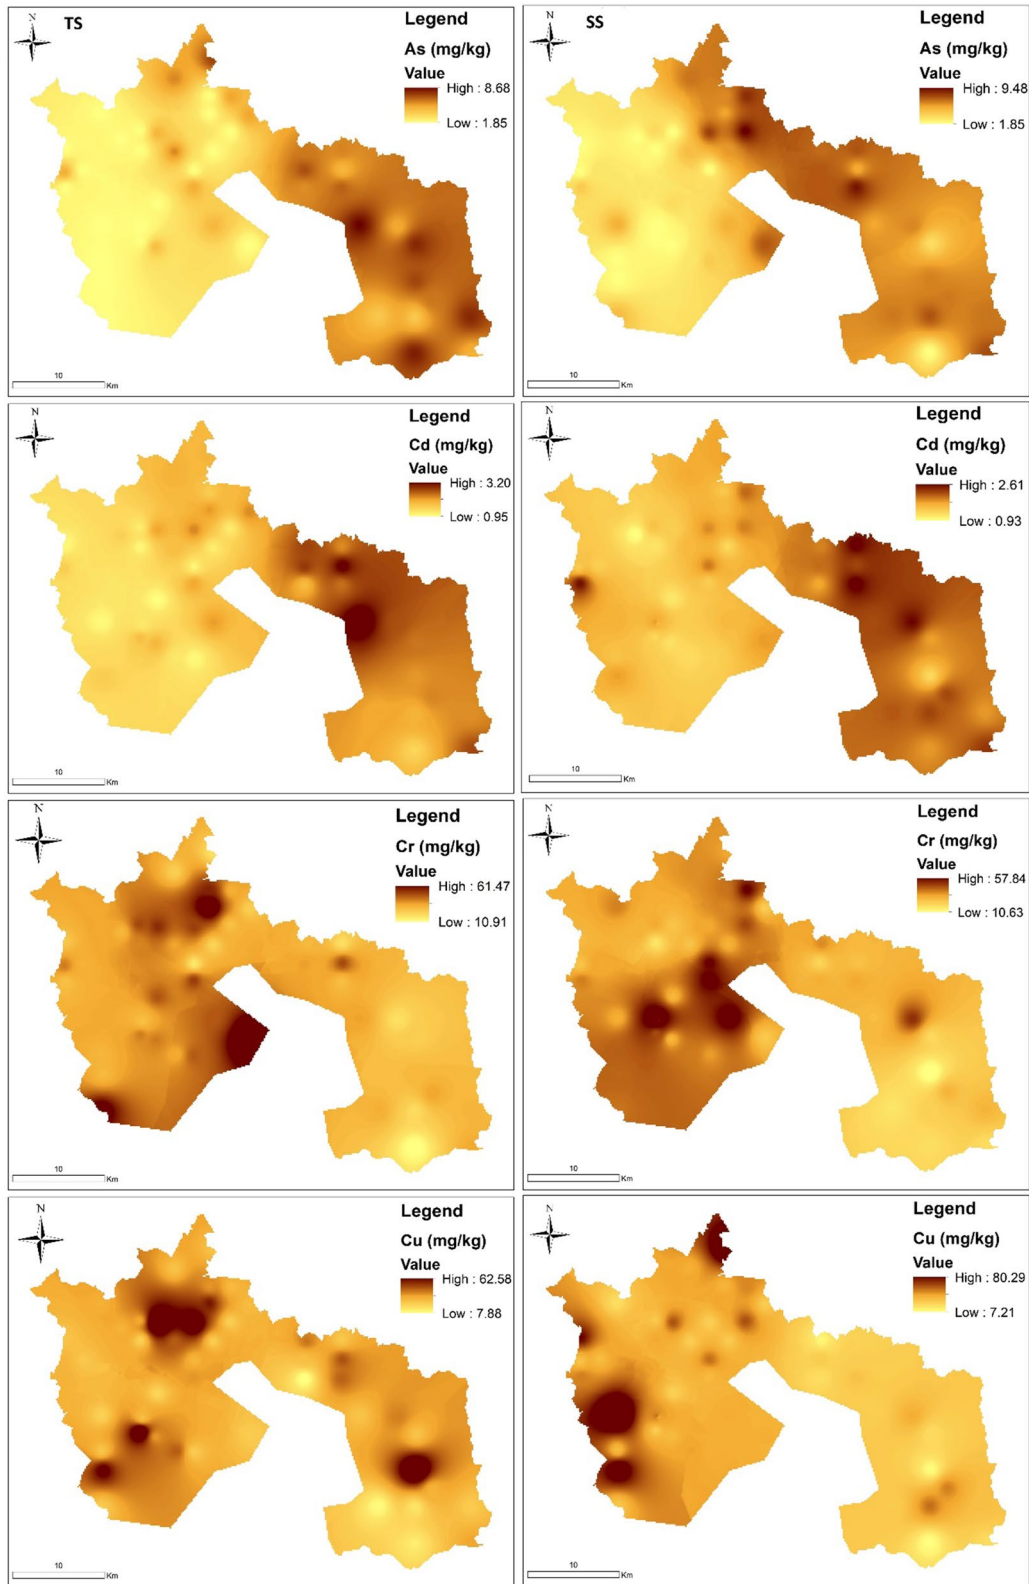 N
TS
Legend
As (mg/kg)
Value
High : 8.68
Low : 1.85
10
Km
N
SS
Legend
As (mg/kg)
Value
High : 9.48
Low : 1.85
10
Km
N
Legend
Cd (mg/kg)
Value
High : 3.20
Low : 0.95
10
Km
N
Legend
Cd (mg/kg)
Value
High : 2.61
Low : 0.93
10
Km
N
Legend
Cr (mg/kg)
Value
High : 61.47
Low : 10.91
10
Km
N
Legend
Cr (mg/kg)
Value
High : 57.84
Low : 10.63
10
Km
N
Legend
Cu (mg/kg)
Value
High : 62.58
Low : 7.88
10
Km
N
Legend
Cu (mg/kg)
Value
High : 80.29
Low : 7.21
10
Km